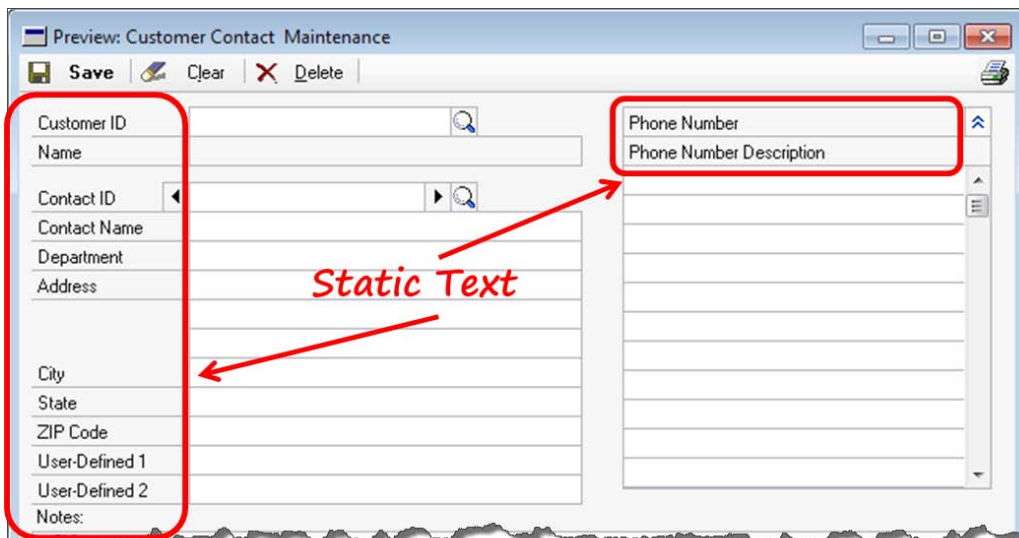 Preview: Customer Contact Maintenance
Save Clear Delete
Customer ID
Name
Contact ID
Contact Name
Department
Address
City
State
ZIP Code
User-Defined 1
User-Defined 2
Notes:
Phone Number
Phone Number Description
Static Text